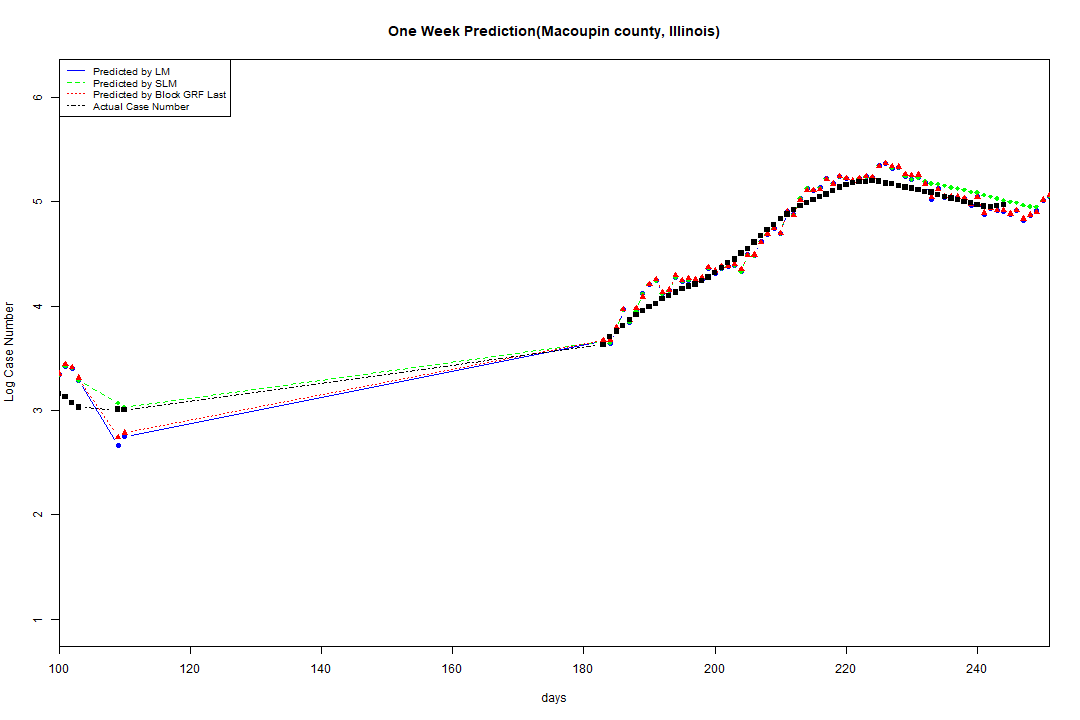 One Week Prediction(Macoupin county, Illinois)
Predicted by LM
Predicted by SLM
Predicted by Block GRF Last
Actual Case Number
Log Case Number
6
5
4
3
2
1
100 120 140 160 180 200 220 240
days